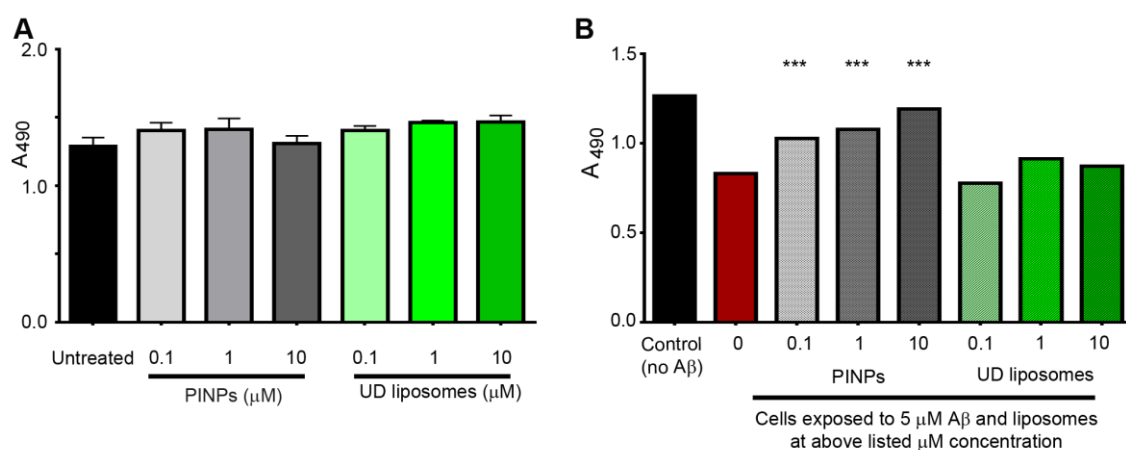 A
2.0
1.0
0.0
A490
Untreated 0.1 1 10 0.1 1 10
PINPs (μM) UD liposomes (μM)
B
1.5
1.0
0.5
0.0
A490
*** *** ***
Control 0 0.1 1 10 0.1 1 10
(no Aβ)
PINPs UD liposomes
Cells exposed to 5 μM Aβ and liposomes
at above listed μM concentration